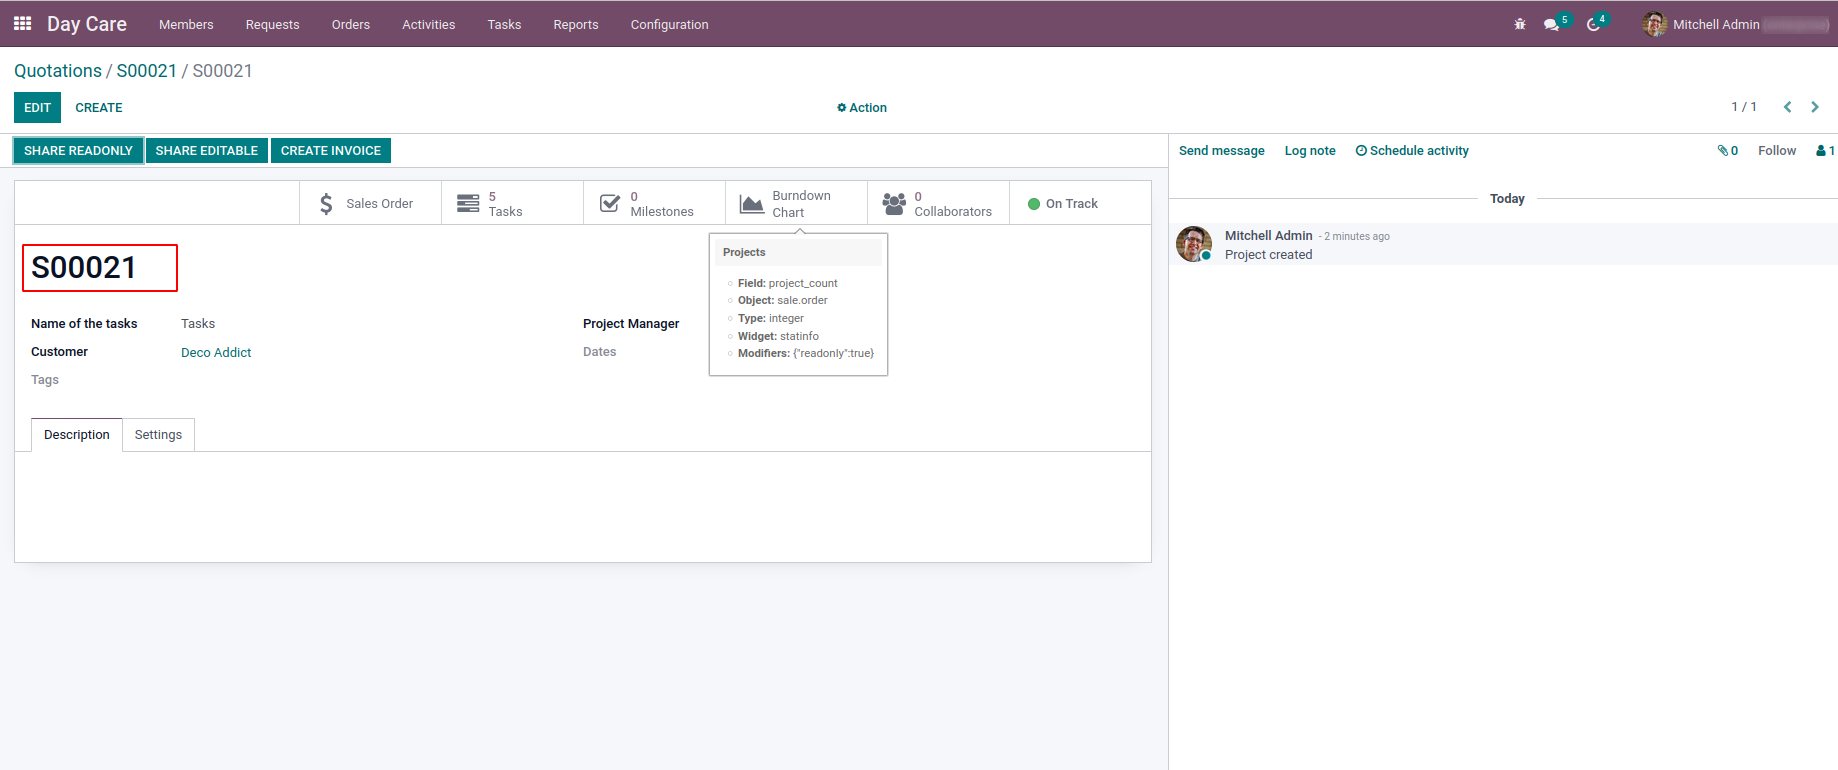 Day Care Members Requests Orders Activities Tasks Reports Configuration 5 4 Mitchell Admin
Quotations / S00021 / S00021
EDIT CREATE Action 1 / 1
SHARE READONLY SHARE EDITABLE CREATE INVOICE Send message Log note Schedule activity 0 Follow 1
Sales Order
5
Tasks
0
Milestones
Burndown
Chart
0
Collaborators
On Track
Today
S00021
Mitchell Admin - 2 minutes ago
Project created
Projects
Field: project_count
Object: sale.order
Type: integer
Widget: statinfo
Modifiers: {"readonly":true}
Name of the tasks Tasks Project Manager
Customer Deco Addict Dates
Tags
Description Settings